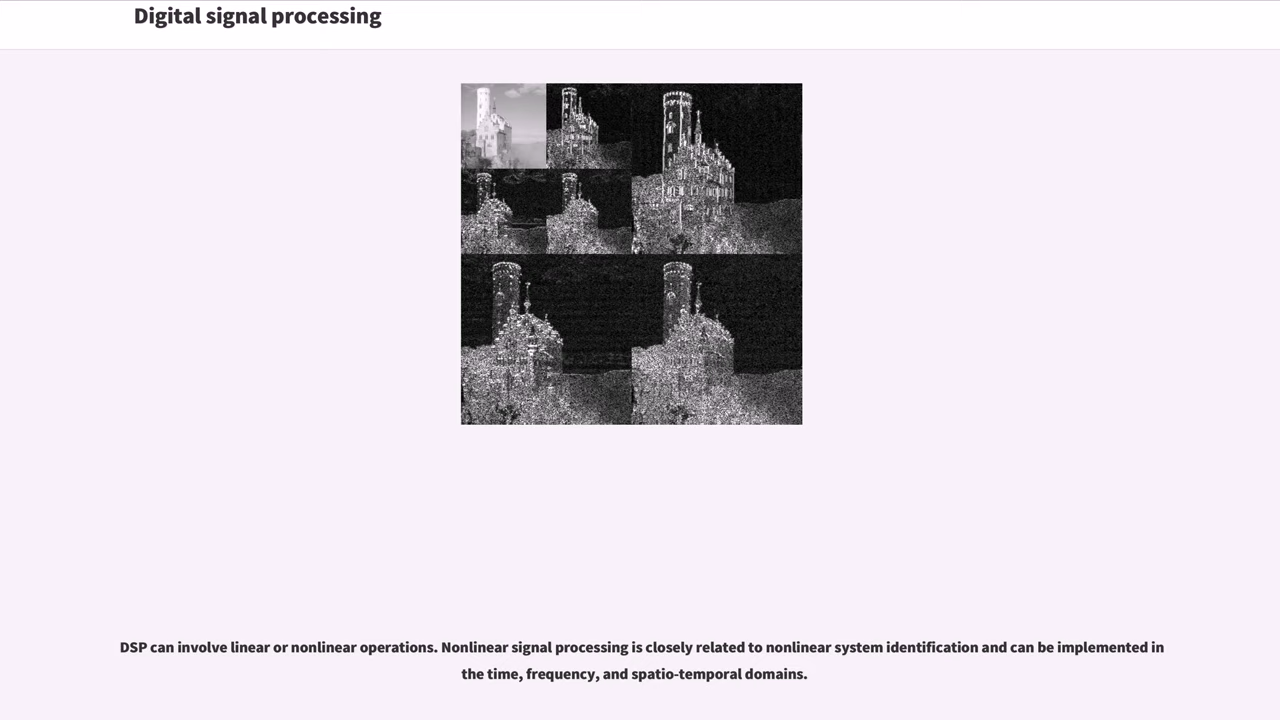 Digital signal processing
DSP can involve linear or nonlinear operations. Nonlinear signal processing is closely related to nonlinear system identification and can be implemented in
the time, frequency, and spatio-temporal domains.